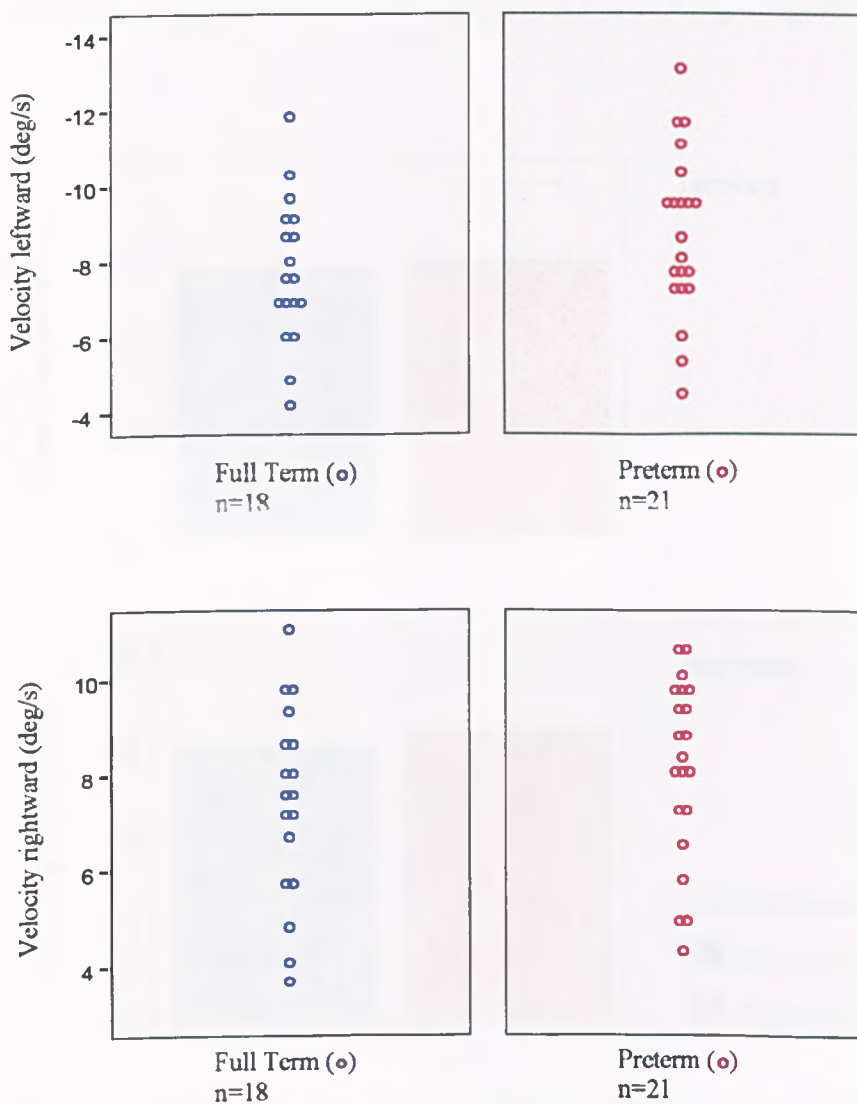 Velocity leftward (deg/s)
-14
-12
-10
-8
-6
-4
Full Term (o)
n=18
Preterm (o)
n=21
Velocity rightward (deg/s)
10
8
6
4
Full Term (o)
n=18
Preterm (o)
n=21